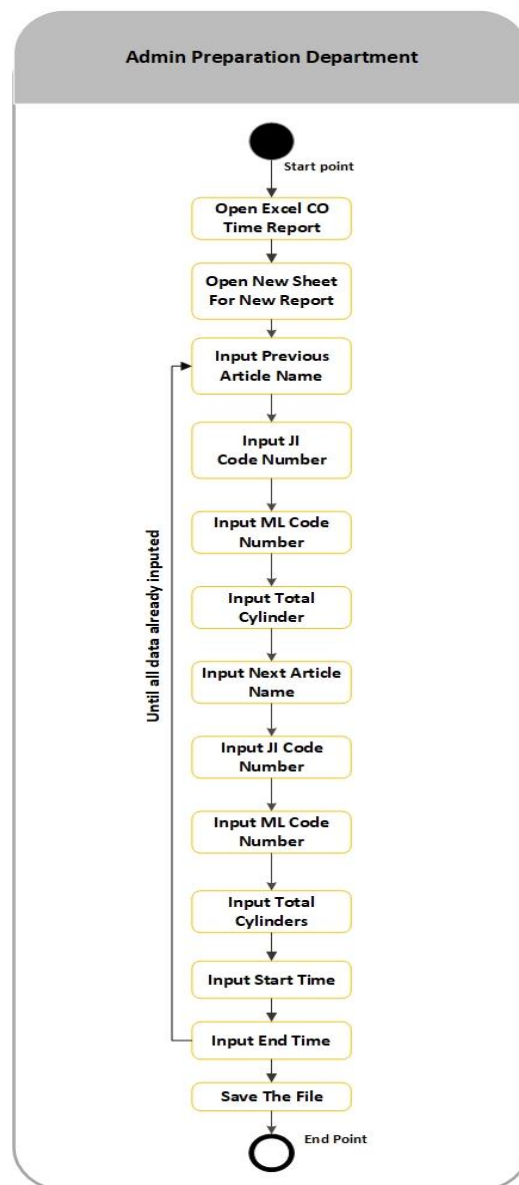 Admin Preparation Department
Start point
Open Excel CO
Time Report
Open New Sheet
For New Report
Input Previous
Article Name
Input JI
Code Number
Input ML Code
Number
Input Total
Cylinder
Input Next Article
Name
Input JI Code
Number
Input ML Code
Number
Input Total
Cylinders
Input Start Time
Input End Time
Until all data already inputed
Save The File
End Point